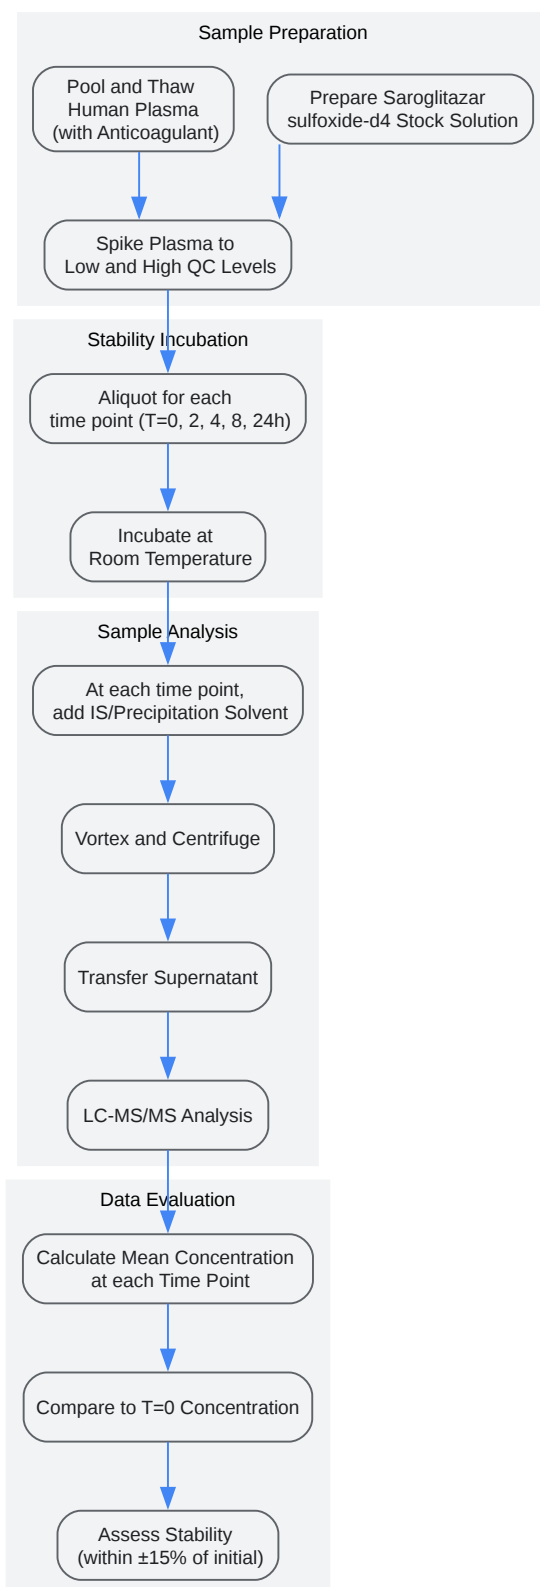 Sample Preparation
Pool and Thaw
Human Plasma
(with Anticoagulant)
Prepare Saroglitazar
sulfoxide-d4 Stock Solution
Spike Plasma to
Low and High QC Levels
Stability Incubation
Aliquot for each
time point (T=0, 2, 4, 8, 24h)
Incubate at
Room Temperature
Sample Analysis
At each time point,
add IS/Precipitation Solvent
Vortex and Centrifuge
Transfer Supernatant
LC-MS/MS Analysis
Data Evaluation
Calculate Mean Concentration
at each Time Point
Compare to T=0 Concentration
Assess Stability
(within ±15% of initial)